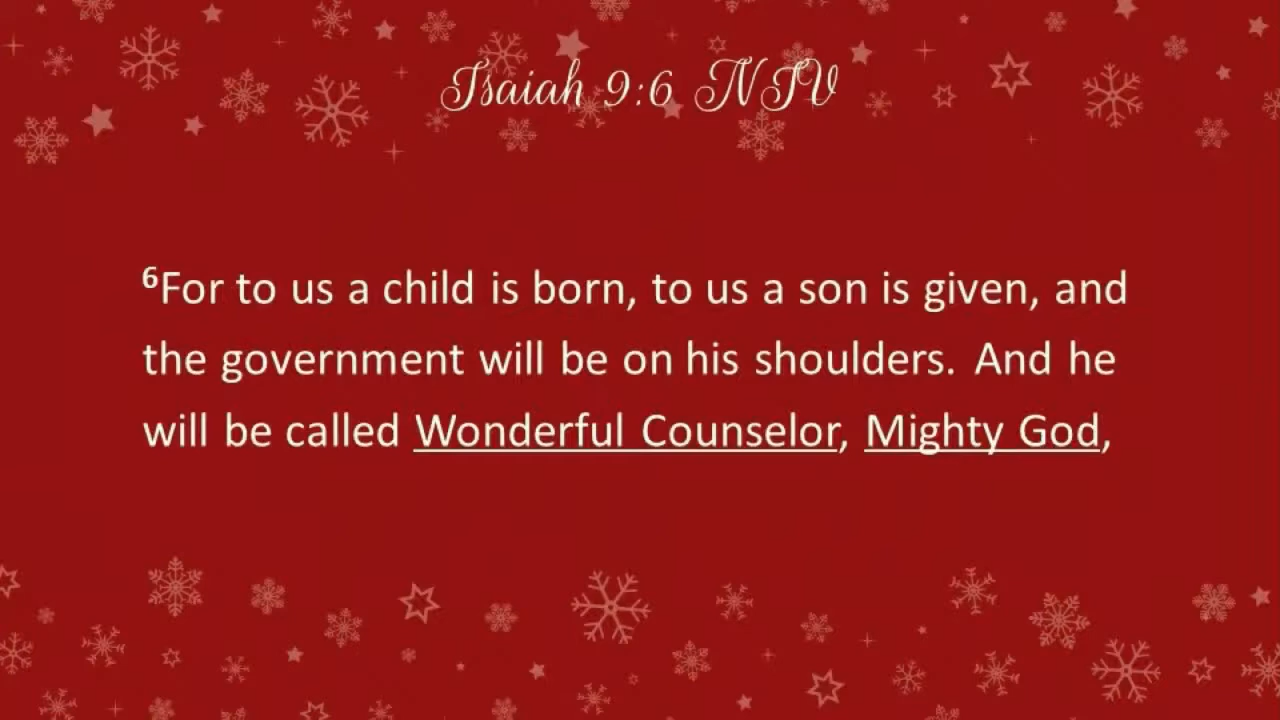 Isaiah 9:6 NIV
⁶For to us a child is born, to us a son is given, and
the government will be on his shoulders. And he
will be called Wonderful Counselor, Mighty God,